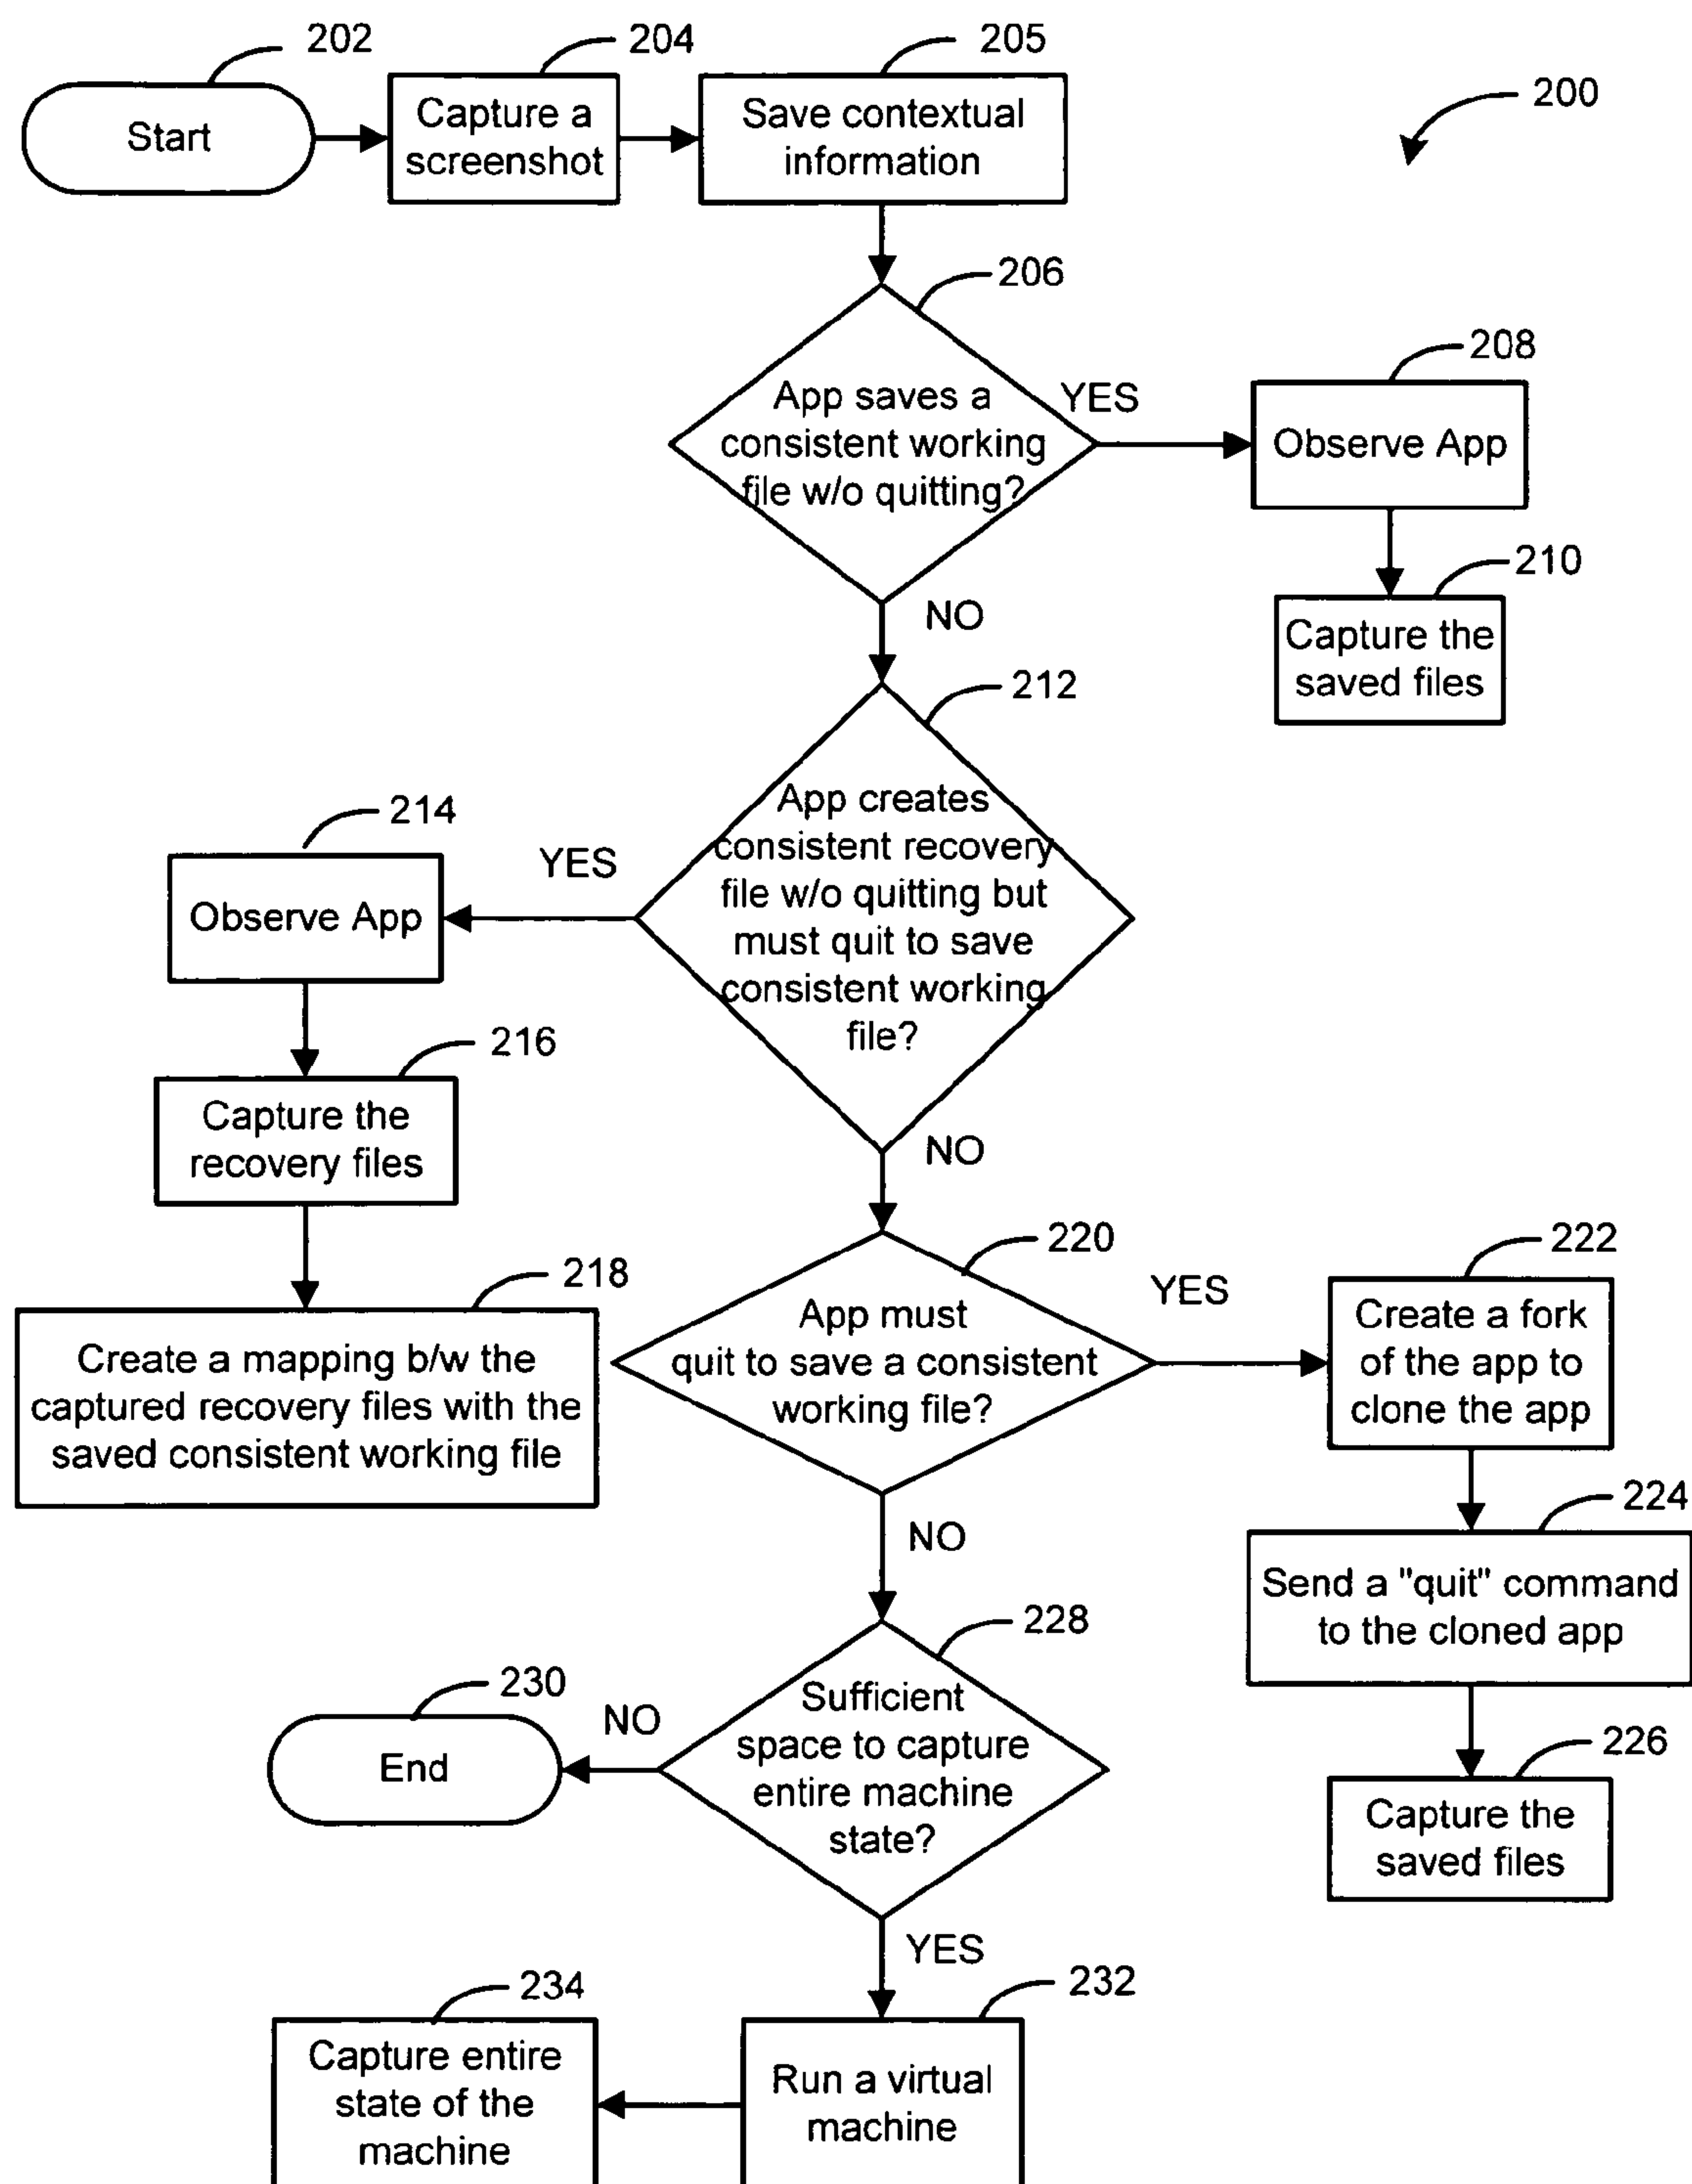 202
204
205
200
Start
Capture a
screenshot
Save contextual
information
206
App saves a
consistent working
file w/o quitting?
YES
208
Observe App
210
Capture the
saved files
NO
212
App creates
consistent recovery
file w/o quitting but
must quit to save
consistent working
file?
YES
214
Observe App
216
Capture the
recovery files
218
Create a mapping b/w the
captured recovery files with the
saved consistent working file
NO
220
App must
quit to save a consistent
working file?
YES
222
Create a fork
of the app to
clone the app
224
Send a "quit" command
to the cloned app
226
Capture the
saved files
NO
228
Sufficient
space to capture
entire machine
state?
NO
230
End
YES
232
Run a virtual
machine
234
Capture entire
state of the
machine